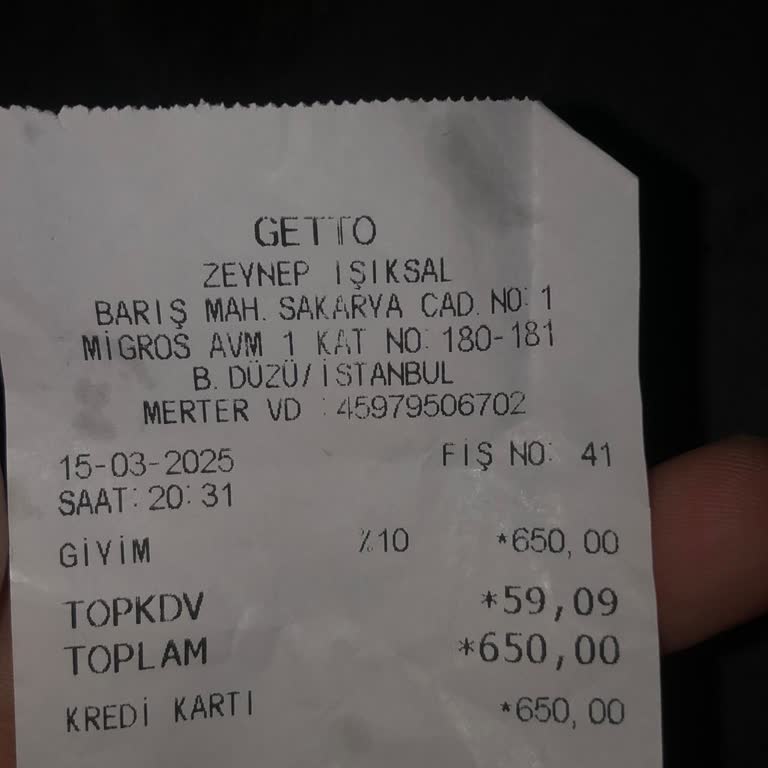 GETTO
ZEYNEP IŞIKSAL
BARIŞ MAH. SAKARYA CAD. NO: 1
MİGROS AVM 1 KAT NO: 180-181
B. DÜZÜ/İSTANBUL
MERTER VD : 45979506702
15-03-2025 FİŞ NO: 41
SAAT: 20:31
GİYİM %10 *650,00
TOPKDV *59,09
TOPLAM *650,00
KREDİ KARTI *650,00